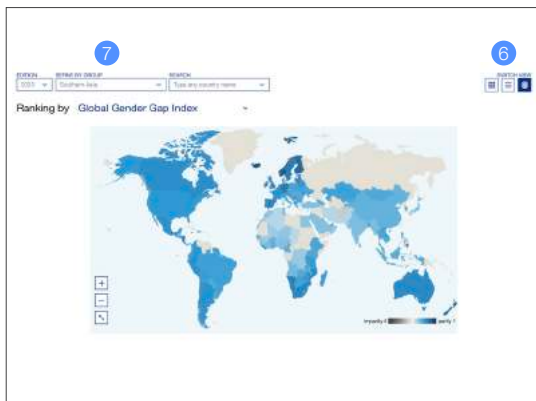 7
6
EDITION REFINE BY GROUP SEARCH SWITCH VIEW
2023 Southern Asia Type any country name
Ranking by Global Gender Gap Index
+
−
imparity 0 parity 1